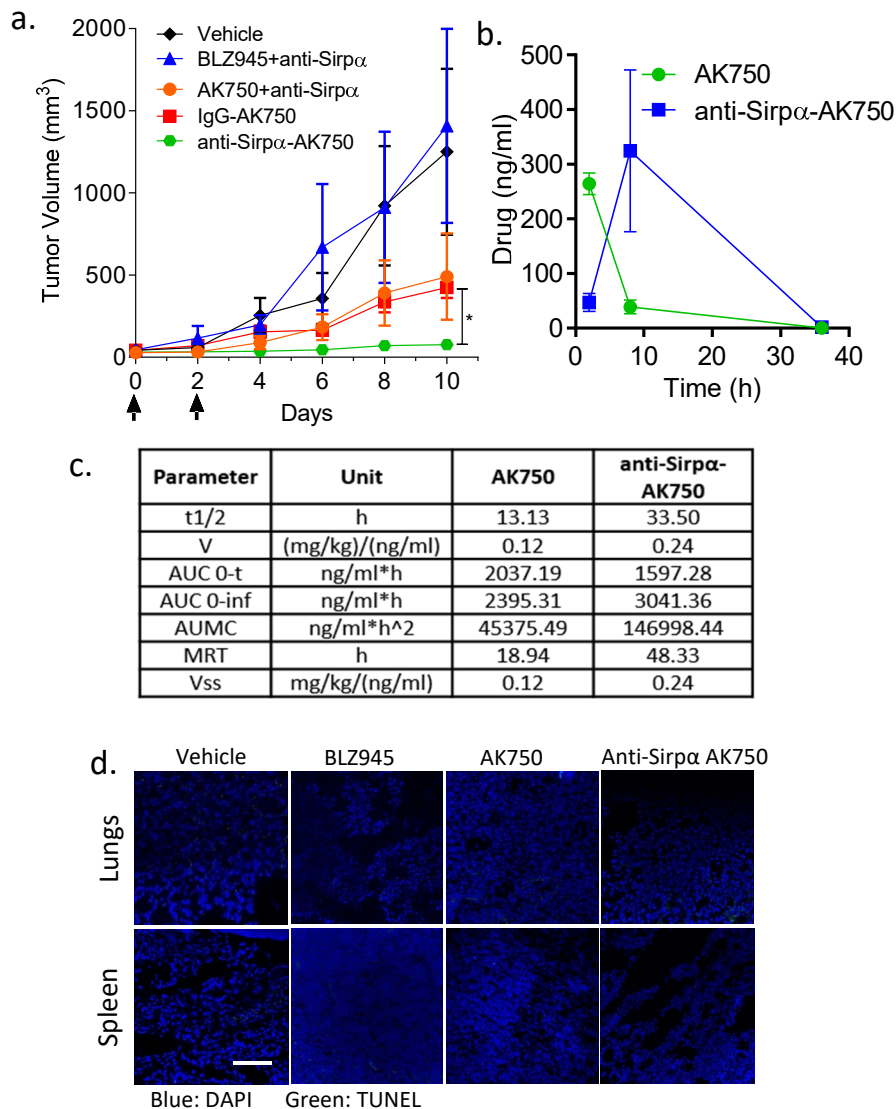 a.
2000
1500
1000
500
0
Tumor Volume (mm³)
Vehicle
BLZ945+anti-Sirpα
AK750+anti-Sirpα
IgG-AK750
anti-Sirpα-AK750
*
0 2 4 6 8 10
Days
b.
500
400
300
200
100
0
Drug (ng/ml)
AK750
anti-Sirpα-AK750
0 10 20 30 40
Time (h)
c.
Parameter Unit AK750 anti-Sirpα-
AK750
t1/2 h 13.13 33.50
V (mg/kg)/(ng/ml) 0.12 0.24
AUC 0-t ng/ml*h 2037.19 1597.28
AUC 0-inf ng/ml*h 2395.31 3041.36
AUMC ng/ml*h^2 45375.49 146998.44
MRT h 18.94 48.33
Vss mg/kg/(ng/ml) 0.12 0.24
d.
Vehicle BLZ945 AK750 Anti-Sirpα AK750
Lungs
Spleen
Blue: DAPI Green: TUNEL